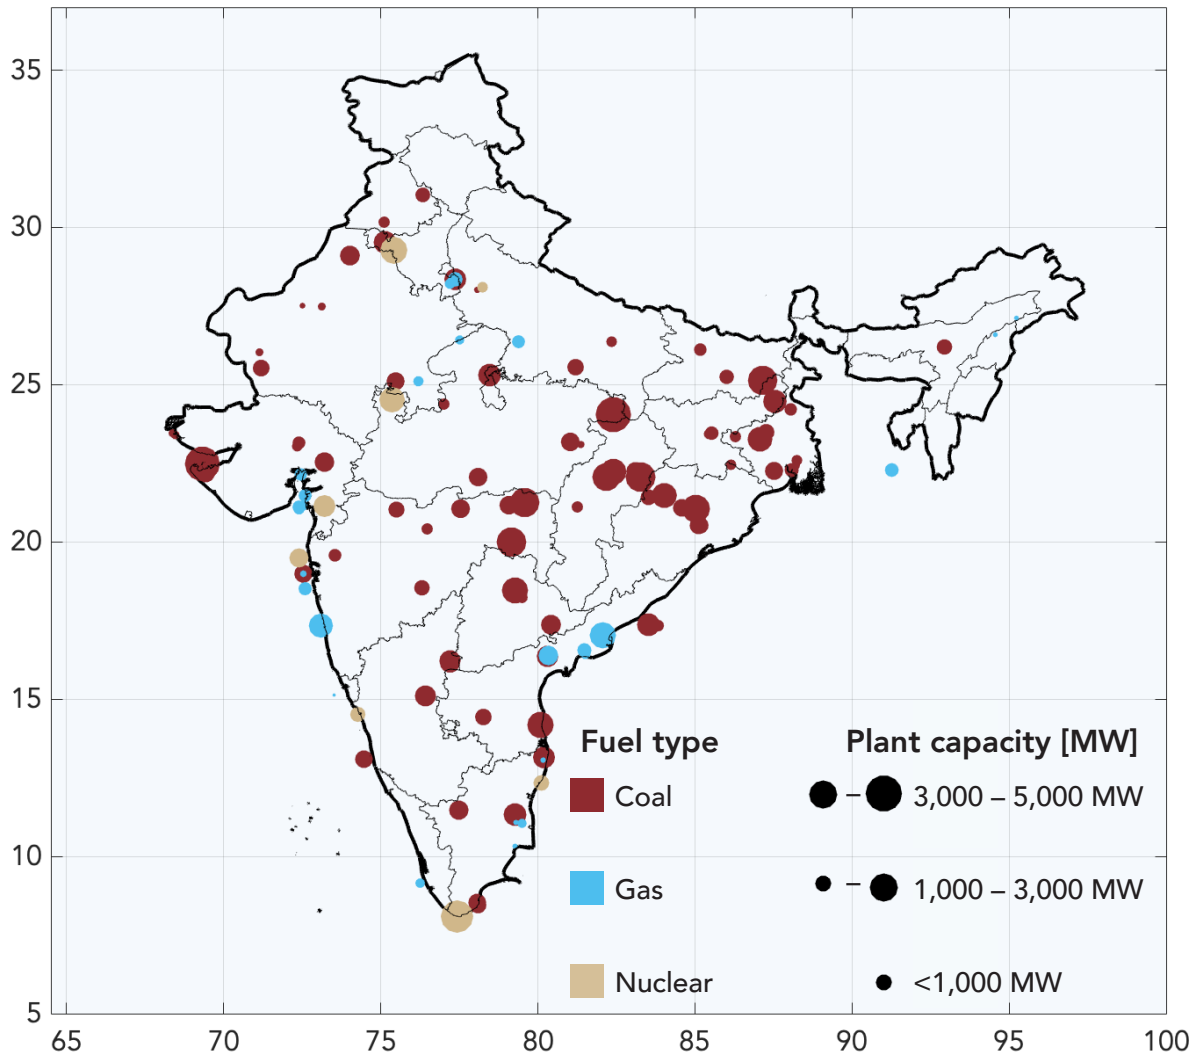 35
30
25
20
15
10
5
65 70 75 80 85 90 95 100
Fuel type
Coal
Gas
Nuclear
Plant capacity [MW]
3,000 – 5,000 MW
1,000 – 3,000 MW
<1,000 MW